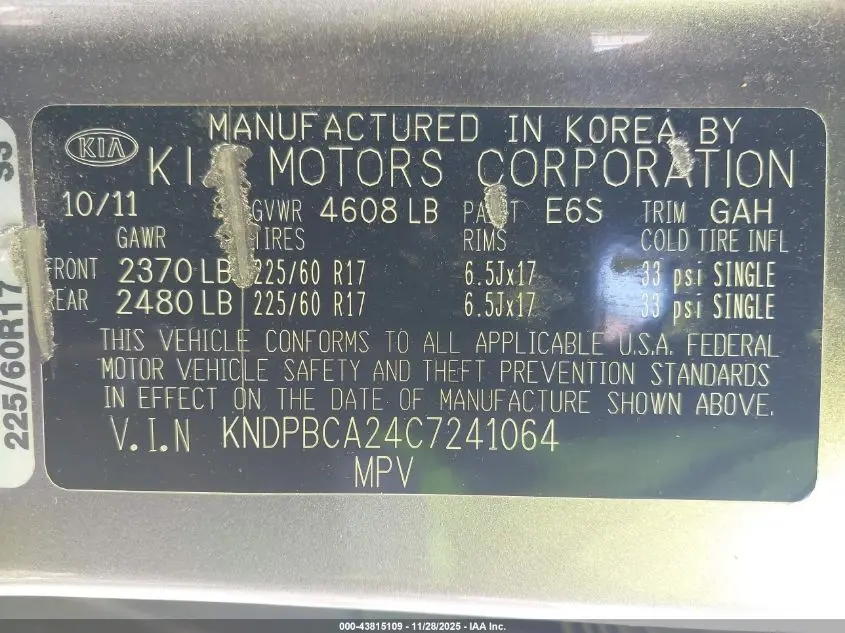 KIA
MANUFACTURED IN KOREA BY
KIA MOTORS CORPORATION
10/11 GVWR 4608 LB PAINT E6S TRIM GAH
GAWR TIRES RIMS COLD TIRE INFL
FRONT 2370 LB 225/60 R17 6.5Jx17 33 psi SINGLE
REAR 2480 LB 225/60 R17 6.5Jx17 33 psi SINGLE
THIS VEHICLE CONFORMS TO ALL APPLICABLE U.S.A. FEDERAL
MOTOR VEHICLE SAFETY AND THEFT PREVENTION STANDARDS
IN EFFECT ON THE DATE OF MANUFACTURE SHOWN ABOVE.
V.I.N KNDPBCA24C7241064
MPV
225/60R17
000-43815109 - 11/28/2025 - IAA Inc.